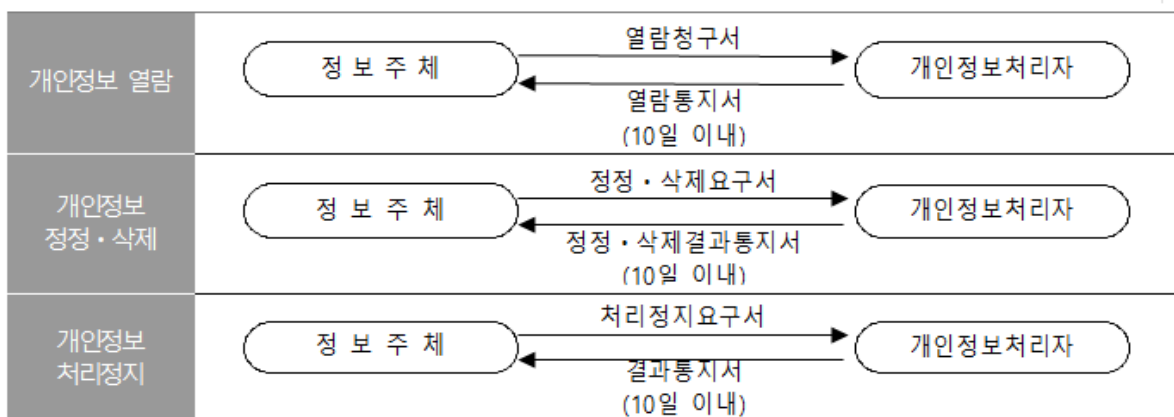 개인정보 열람
정 보 주 체
열람청구서
개인정보처리자
열람통지서
(10일 이내)
개인정보
정정・삭제
정 보 주 체
정정・삭제요구서
개인정보처리자
정정・삭제결과통지서
(10일 이내)
개인정보
처리정지
정 보 주 체
처리정지요구서
개인정보처리자
결과통지서
(10일 이내)